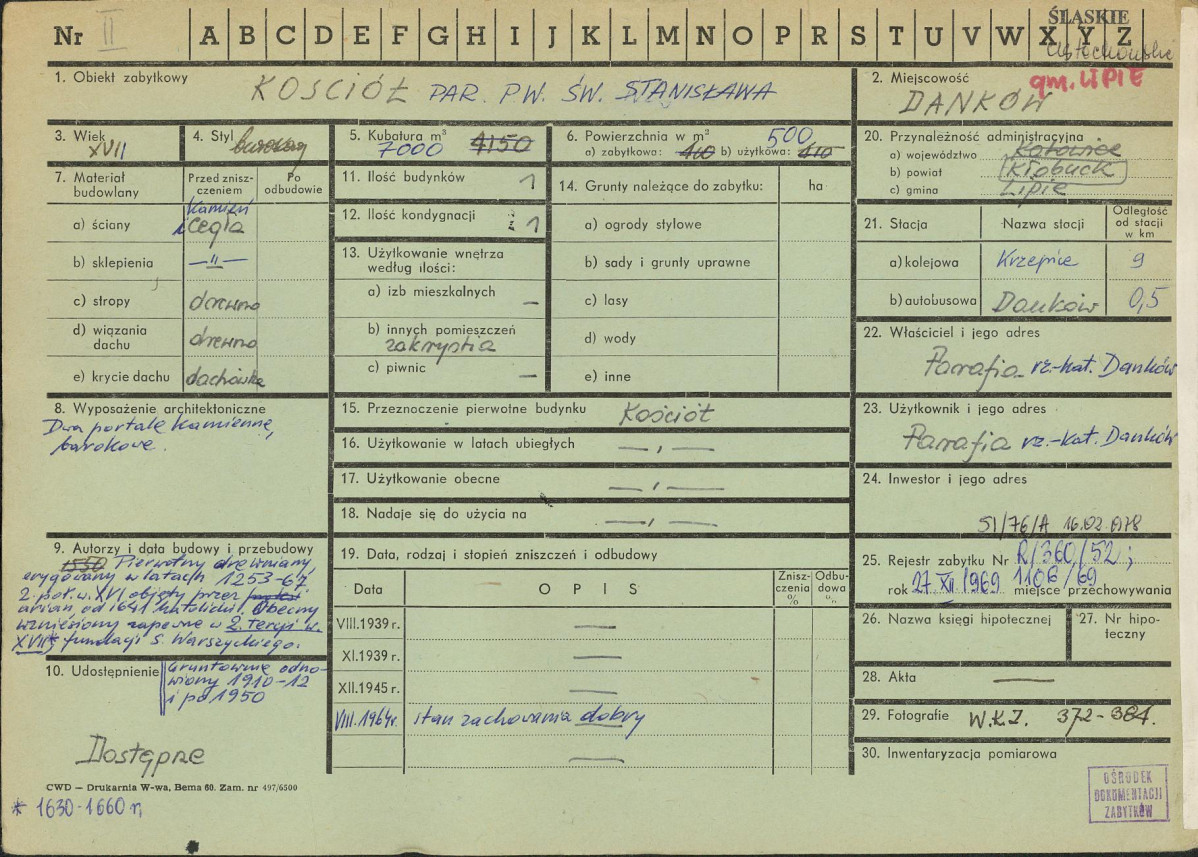 Nr II A B C D E F G H I J K L M N O P R S T U V W X Y Z
ŚLĄSKIE
gm. LIPIE
1. Obiekt zabytkowy
KOŚCIÓŁ PAR. P.W. ŚW. STANISŁAWA
2. Miejscowość
DANKÓW
3. Wiek
XVII
4. Styl
barokowy
5. Kubatura m³ 4150
7000
6. Powierzchnia w m² 500
a) zabytkowa: 410 b) użytkowa: 410
20. Przynależność administracyjna
a) województwo Katowice
b) powiat Kłobuck
c) gmina Lipie
7. Materiał budowlany
Przed zniszczeniem
Po odbudowie
a) ściany Kamień i cegła
b) sklepienia —"—
c) stropy drewno
d) wiązania dachu drewno
e) krycie dachu dachówka
11. Ilość budynków 1
12. Ilość kondygnacji 1
13. Użytkowanie wnętrza
według ilości:
a) izb mieszkalnych —
b) innych pomieszczeń
zakrystia
c) piwnic —
14. Grunty należące do zabytku: ha
a) ogrody stylowe
b) sady i grunty uprawne
c) lasy
d) wody
e) inne
21. Stacja Nazwa stacji Odległość od stacji w km
a) kolejowa Krzepice 9
b) autobusowa Danków 0,5
22. Właściciel i jego adres
Parafia rz.-kat. Danków
23. Użytkownik i jego adres
Parafia rz.-kat. Danków
24. Inwestor i jego adres
51/76/A 16.02.1978
8. Wyposażenie architektoniczne
Dwa portale kamienne,
barokowe.
15. Przeznaczenie pierwotne budynku Kościół
16. Użytkowanie w latach ubiegłych — „ —
17. Użytkowanie obecne — „ —
18. Nadaje się do użycia na — „ —
9. Autorzy i data budowy i przebudowy
1550 Pierwotny drewniany,
erygowany w latach 1253-67.
2. poł. w. XVI objęty przez
arian, od 1641 katolicki. Obecny
wzniesiony zapewne w 2. ter. w.
XVII* fundacji S. Warszyckiego.
10. Udostępnienie
Gruntownie odno-
wiony 1910-12
i po 1950
Dostępne
19. Data, rodzaj i stopień zniszczeń i odbudowy
Data OPIS Zniszczenia % Odbudowa %
VIII.1939 r. —
XI.1939 r. —
XII.1945 r. —
VIII.1964r. stan zachowania dobry
—
25. Rejestr zabytku Nr R/360/52;
rok 27 XII 1969 1106/69 miejsce przechowywania
26. Nazwa księgi hipotecznej
27. Nr hipoteczny
28. Akta —
29. Fotografie W.K.Z. 372-384.
30. Inwentaryzacja pomiarowa
OŚRODEK
DOKUMENTACJI
ZABYTKÓW
CWD — Drukarnia W-wa, Bema 60. Zam. nr 497/6500
* 1630-1660 r.